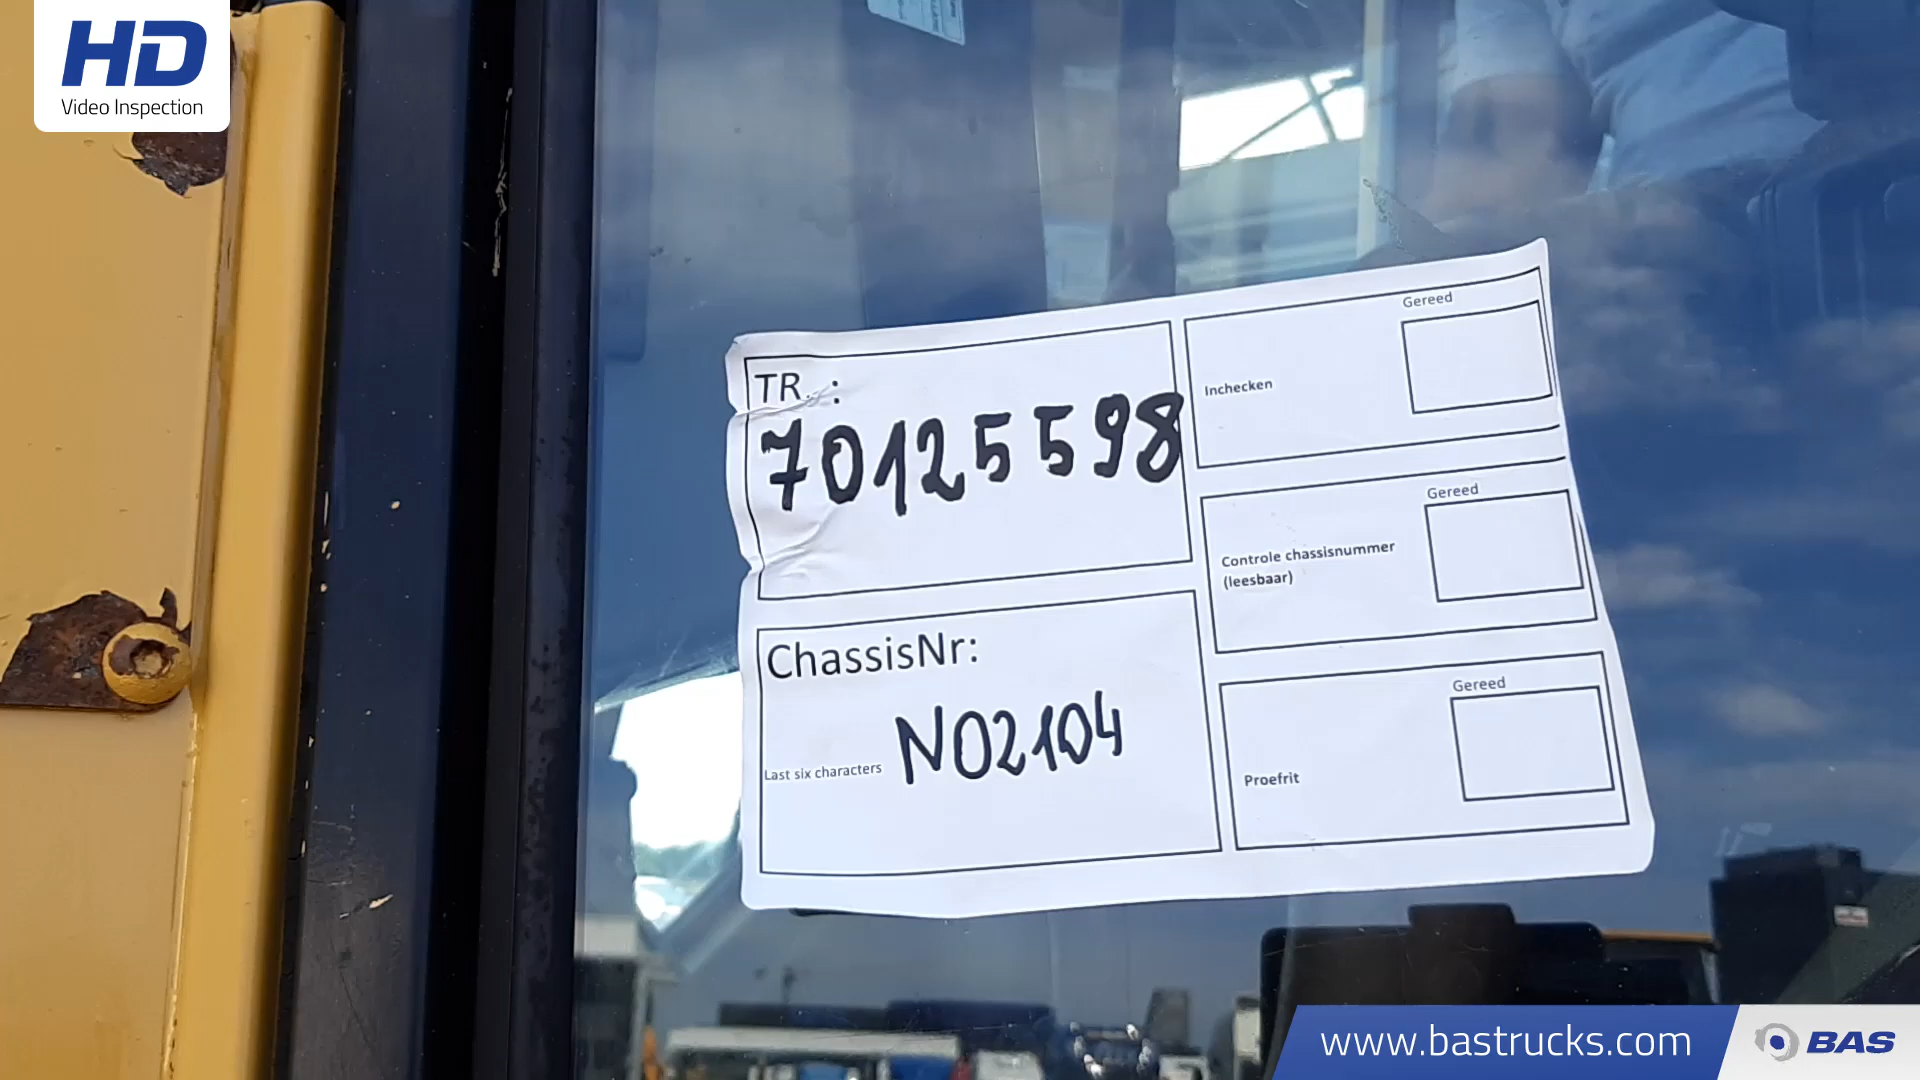 HD
Video Inspection
TR..:
70125598
ChassisNr:
Last six characters
N02104
Gereed
Inchecken
Gereed
Controle chassisnummer
(leesbaar)
Gereed
Proefrit
www.bastrucks.com
BAS